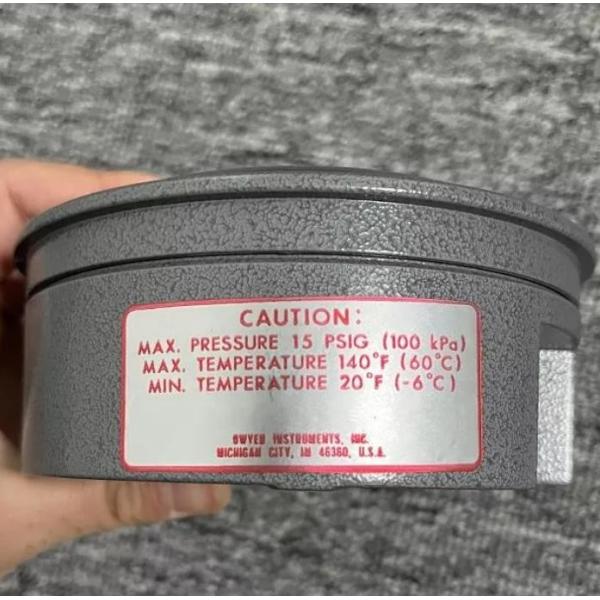 CAUTION:
MAX. PRESSURE 15 PSIG (100 kPa)
MAX. TEMPERATURE 140°F (60°C)
MIN. TEMPERATURE 20°F (-6°C)
DWYER INSTRUMENTS, INC.
MICHIGAN CITY, IN 46360, U.S.A.